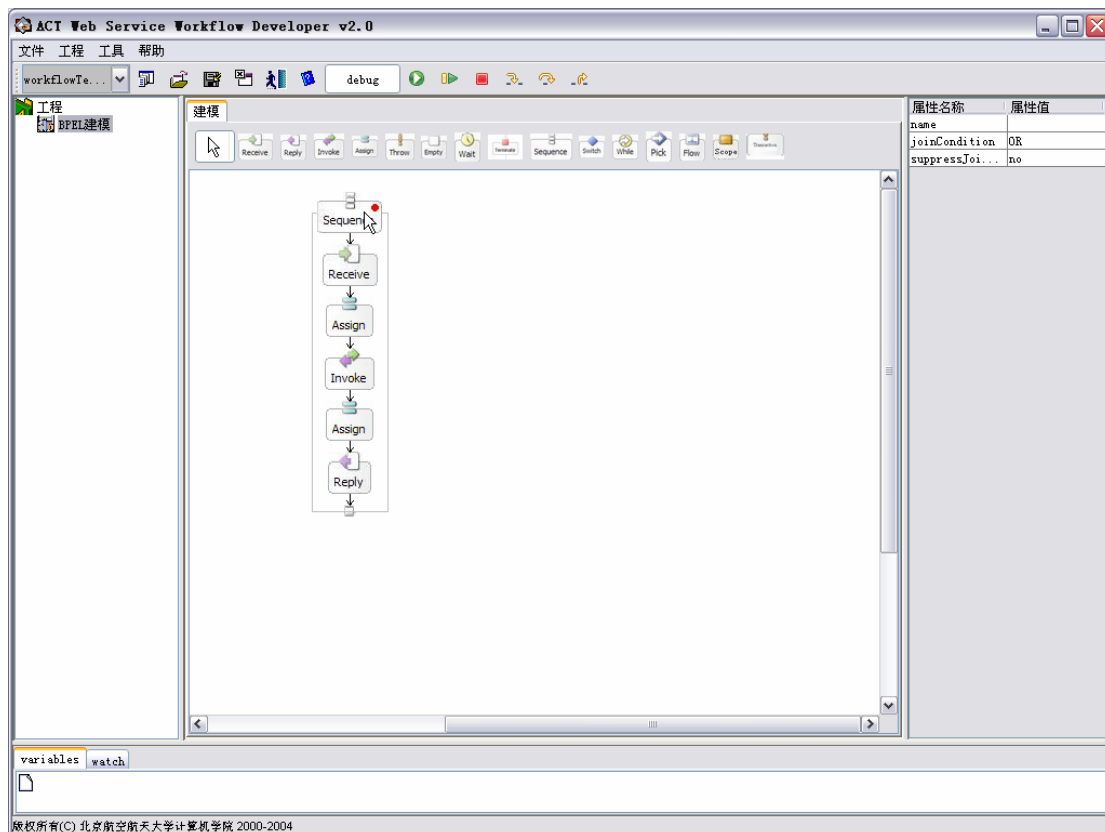 ACT Web Service Workflow Developer v2.0
文件 工程 工具 帮助
workflowTe... debug
工程
BPEL建模
建模
Receive Reply Invoke Assign Throw Empty Wait Terminate Sequence Switch While Pick Flow Scope
属性名称 属性值
name
joinCondition OR
suppressJoi... no
Sequen
Receive
Assign
Invoke
Assign
Reply
variables watch
版权所有(C) 北京航空航天大学计算机学院 2000-2004